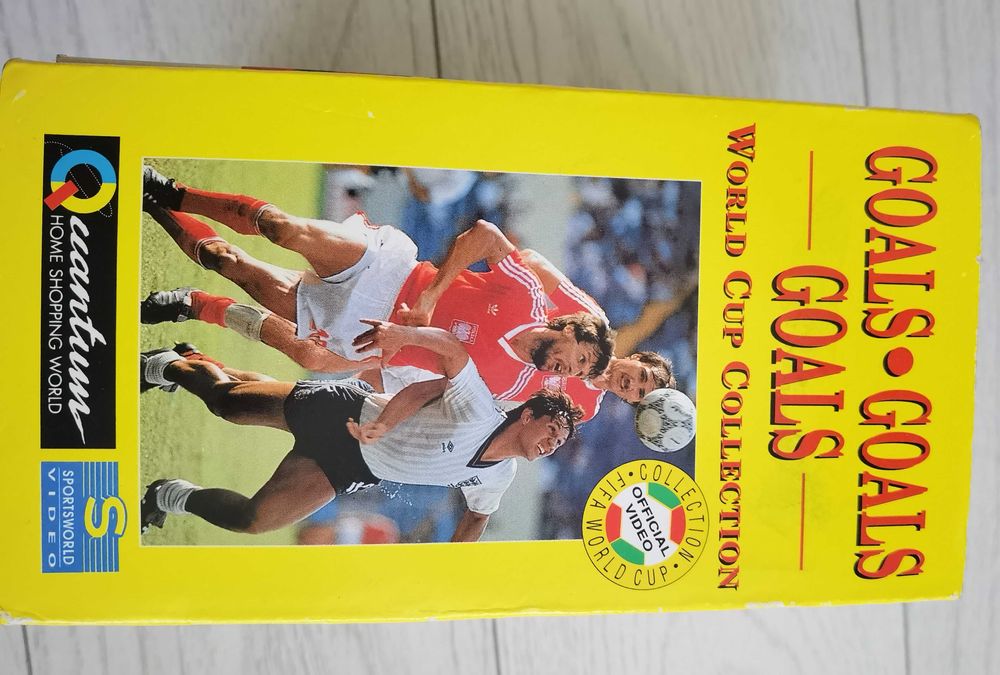 GOALS • GOALS
GOALS
WORLD CUP COLLECTION
COLLECTION
OFFICIAL
VIDEO
• FIFA WORLD CUP •
Quantum
HOME SHOPPING WORLD
S
SPORTSWORLD
VIDEO